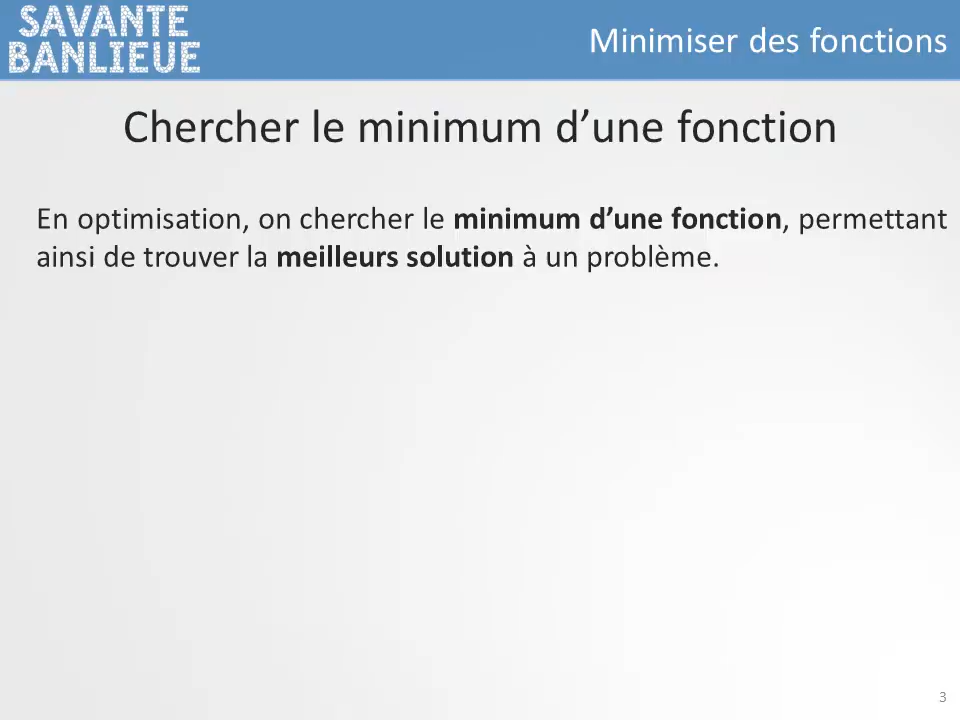 SAVANTE
BANLIEUE
Minimiser des fonctions
Chercher le minimum d’une fonction
En optimisation, on chercher le minimum d’une fonction, permettant
ainsi de trouver la meilleurs solution à un problème.
3